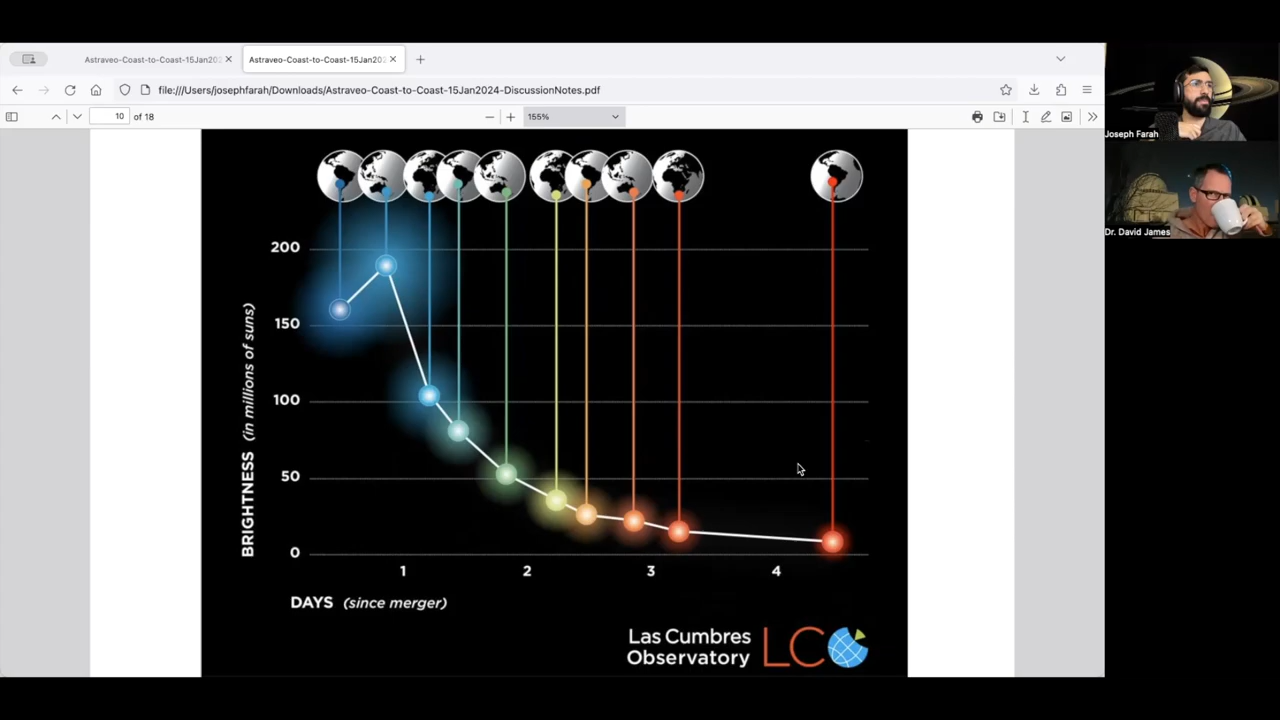 Astraveo-Coast-to-Coast-15Jan202
Astraveo-Coast-to-Coast-15Jan202
file:///Users/josephfarah/Downloads/Astraveo-Coast-to-Coast-15Jan2024-DiscussionNotes.pdf
10 of 18
155%
200
150
100
50
0
BRIGHTNESS (in millions of suns)
1 2 3 4
DAYS (since merger)
Las Cumbres
Observatory
LCO
Joseph Farah
Dr. David James